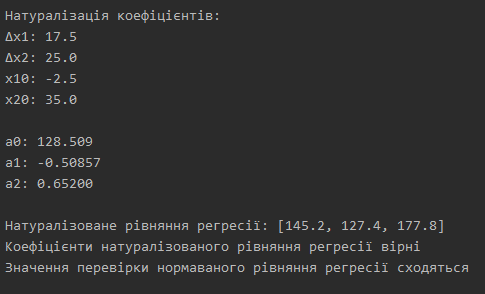 Натуралізація коефіцієнтів:
Δx1: 17.5
Δx2: 25.0
x10: -2.5
x20: 35.0
a0: 128.509
a1: -0.50857
a2: 0.65200
Натуралізоване рівняння регресії: [145.2, 127.4, 177.8]
Коефіцієнти натуралізованого рівняння регресії вірні
Значення перевірки нормаваного рівняння регресії сходяться